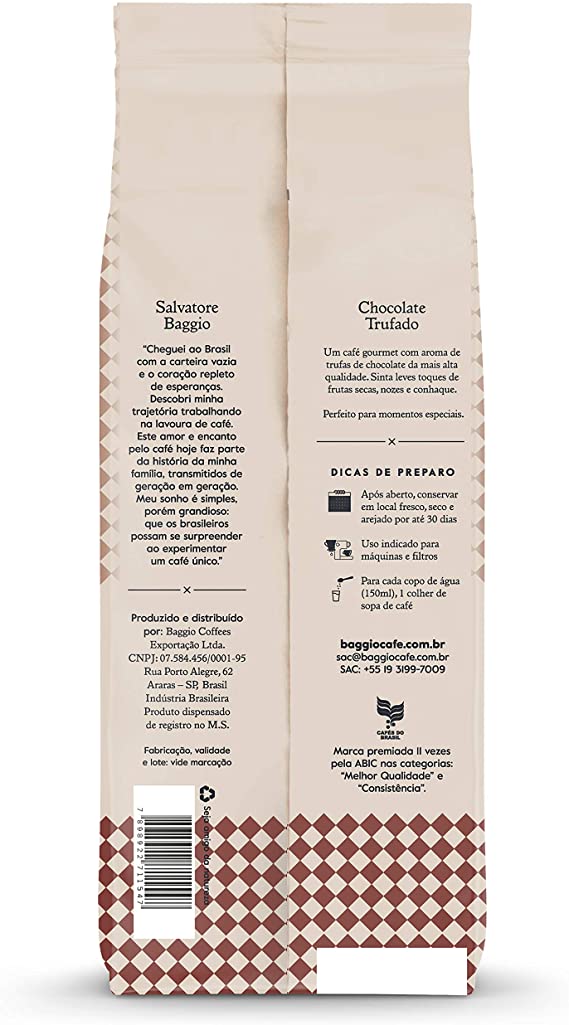 Salvatore
Baggio
“Cheguei ao Brasil
com a carteira vazia
e o coração repleto
de esperanças.
Descobri minha
trajetória trabalhando
na lavoura de café.
Este amor e encanto
pelo café hoje faz parte
da história da minha
família, transmitidos de
geração em geração.
Meu sonho é simples,
porém grandioso:
que os brasileiros
possam se surpreender
ao experimentar
um café único.”
Produzido e distribuído
por: Baggio Coffees
Exportação Ltda.
CNPJ: 07.584.456/0001-95
Rua Porto Alegre, 62
Araras – SP, Brasil
Indústria Brasileira
Produto dispensado
de registro no M.S.
Fabricação, validade
e lote: vide marcação
7898922711547
Seja amigo da natureza
Chocolate
Trufado
Um café gourmet com aroma de
trufas de chocolate da mais alta
qualidade. Sinta leves toques de
frutas secas, nozes e conhaque.
Perfeito para momentos especiais.
DICAS DE PREPARO
Após aberto, conservar
em local fresco, seco e
arejado por até 30 dias
Uso indicado para
máquinas e filtros
Para cada copo de água
(150ml), 1 colher de
sopa de café
baggiocafe.com.br
sac@baggiocafe.com.br
SAC: +55 19 3199-7009
CAFÉS DO
BRASIL
Marca premiada 11 vezes
pela ABIC nas categorias:
“Melhor Qualidade” e
“Consistência”.